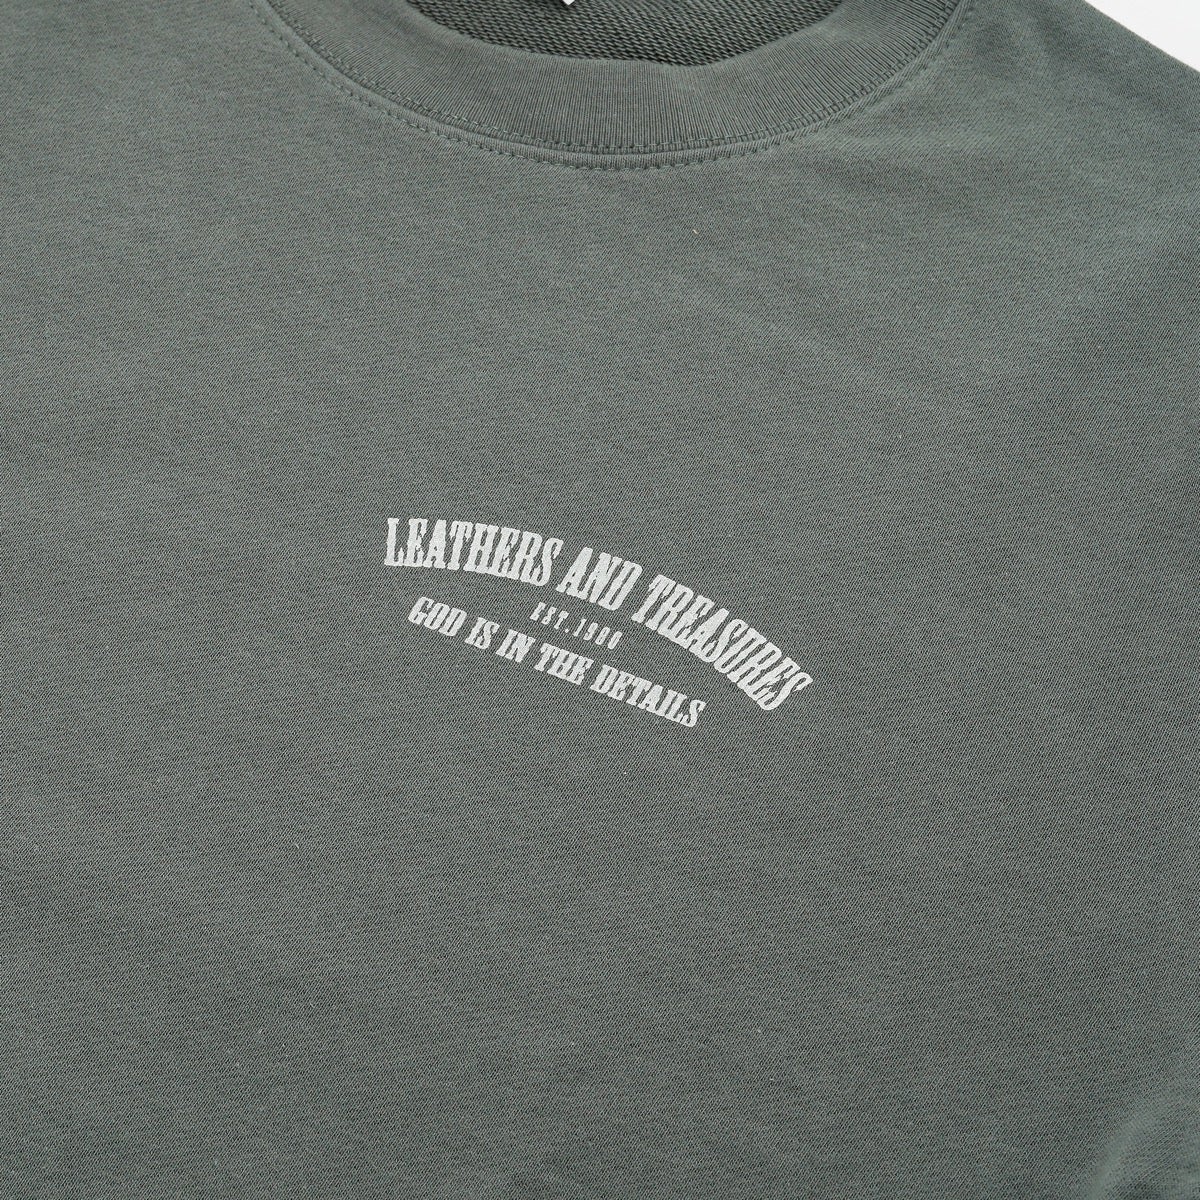 LEATHERS AND TREASURES
EST.1900
GOD IS IN THE DETAILS